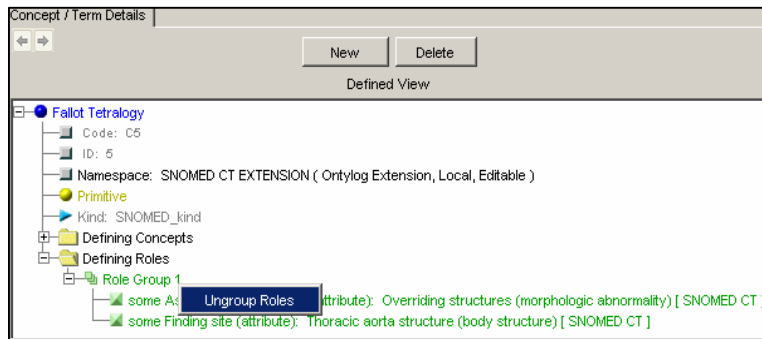 Concept / Term Details
New Delete
Defined View
Fallot Tetralogy
Code: C5
ID: 5
Namespace: SNOMED CT EXTENSION ( Ontylog Extension, Local, Editable )
Primitive
Kind: SNOMED_kind
Defining Concepts
Defining Roles
Role Group 1
some As Ungroup Roles ttribute): Overriding structures (morphologic abnormality) [ SNOMED CT ]
some Finding site (attribute): Thoracic aorta structure (body structure) [ SNOMED CT ]